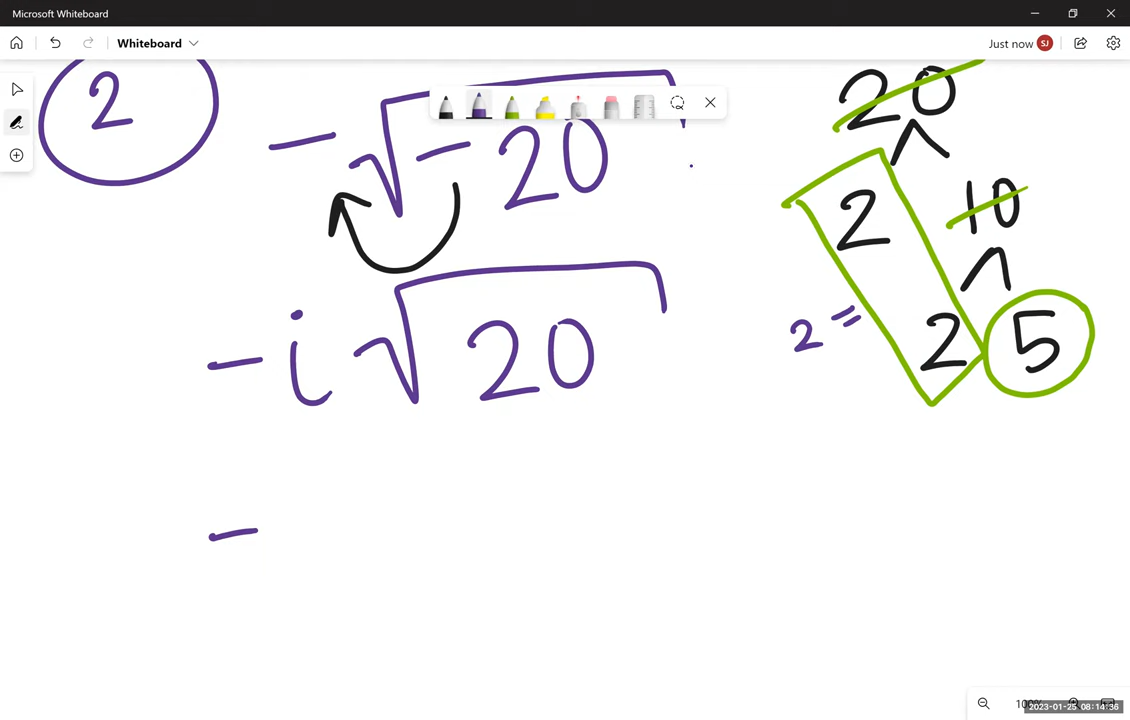 Microsoft Whiteboard
Whiteboard
Just now SJ
2
-√-20
-i√20
-
20
2 10
2 = 2 5
2023-01-25 08:14:36